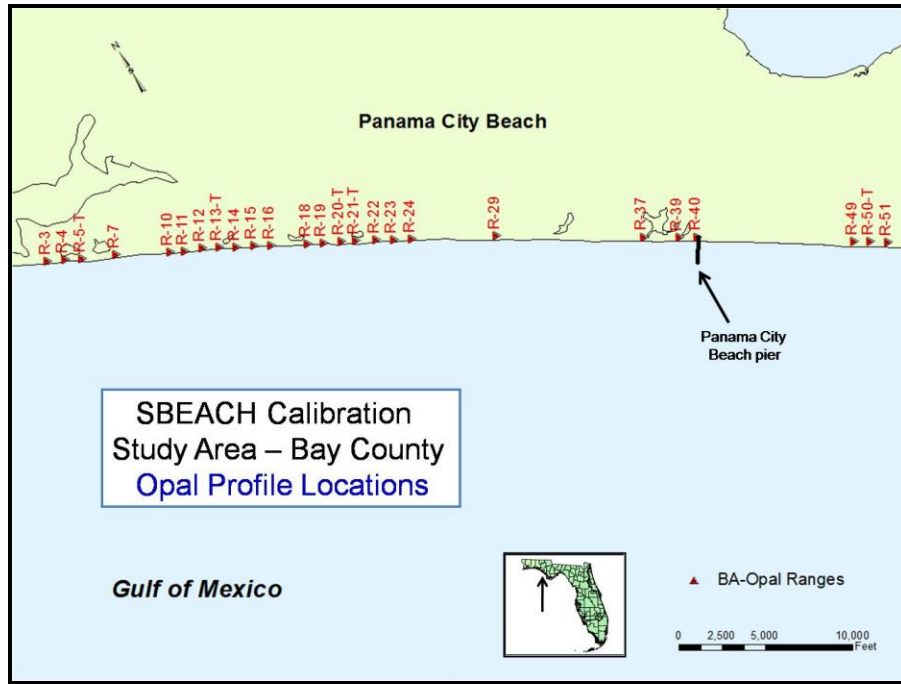 N
Panama City Beach
R-3
R-4
R-5-T
R-7
R-10
R-11
R-12
R-13-T
R-14
R-15
R-16
R-18
R-19
R-20-T
R-21-T
R-22
R-23
R-24
R-29
R-37
R-39
R-40
R-49
R-50-T
R-51
Panama City
Beach pier
SBEACH Calibration
Study Area – Bay County
Opal Profile Locations
Gulf of Mexico
BA-Opal Ranges
0 2,500 5,000 10,000
Feet